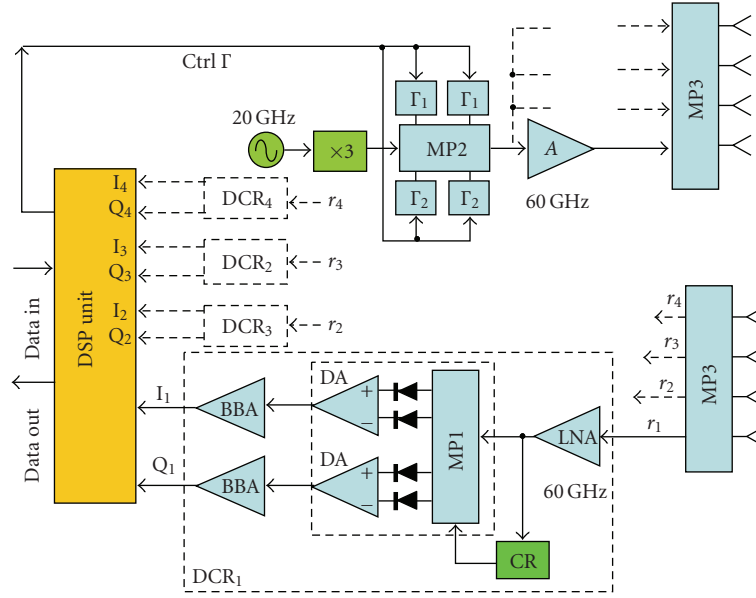 Ctrl Γ
Γ1
Γ1
20 GHz
×3
MP2
A
MP3
60 GHz
Γ2
Γ2
I4
Q4
DCR4
r4
I3
Q3
DCR2
r3
I2
Q2
DCR3
r2
DSP unit
Data in
Data out
r4
r3
r2
r1
MP3
I1
BBA
DA
+
−
MP1
LNA
60 GHz
Q1
BBA
DA
+
−
CR
DCR1